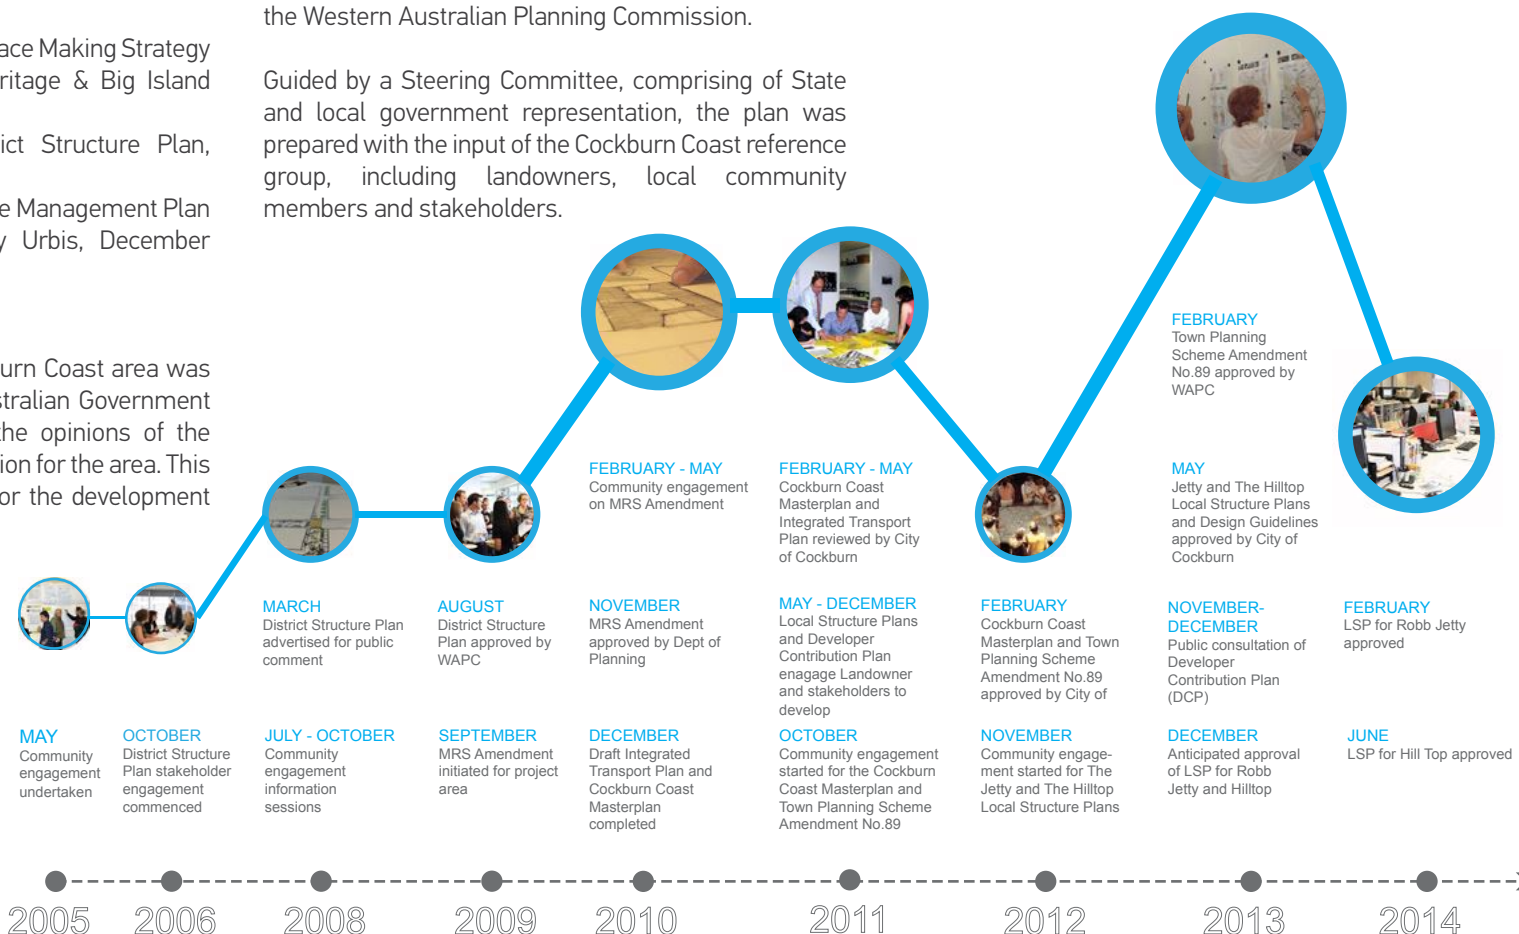 ace Making Strategy
ritage & Big Island
ict Structure Plan,
e Management Plan
y Urbis, December
urn Coast area was
stralian Government
the opinions of the
ion for the area. This
or the development
the Western Australian Planning Commission.
Guided by a Steering Committee, comprising of State
and local government representation, the plan was
prepared with the input of the Cockburn Coast reference
group, including landowners, local community
members and stakeholders.
MAY
Community
engagement
undertaken
OCTOBER
District Structure
Plan stakeholder
engagement
commenced
MARCH
District Structure Plan
advertised for public
comment
JULY - OCTOBER
Community
engagement
information
sessions
AUGUST
District Structure
Plan approved by
WAPC
SEPTEMBER
MRS Amendment
initiated for project
area
FEBRUARY - MAY
Community engagement
on MRS Amendment
NOVEMBER
MRS Amendment
approved by Dept of
Planning
DECEMBER
Draft Integrated
Transport Plan and
Cockburn Coast
Masterplan
completed
FEBRUARY - MAY
Cockburn Coast
Masterplan and
Integrated Transport
Plan reviewed by City
of Cockburn
MAY - DECEMBER
Local Structure Plans
and Developer
Contribution Plan
enagage Landowner
and stakeholders to
develop
OCTOBER
Community engagement
started for the Cockburn
Coast Masterplan and
Town Planning Scheme
Amendment No.89
FEBRUARY
Cockburn Coast
Masterplan and Town
Planning Scheme
Amendment No.89
approved by City of
NOVEMBER
Community engage-
ment started for The
Jetty and The Hilltop
Local Structure Plans
FEBRUARY
Town Planning
Scheme Amendment
No.89 approved by
WAPC
MAY
Jetty and The Hilltop
Local Structure Plans
and Design Guidelines
approved by City of
Cockburn
NOVEMBER-
DECEMBER
Public consultation of
Developer
Contribution Plan
(DCP)
DECEMBER
Anticipated approval
of LSP for Robb
Jetty and Hilltop
FEBRUARY
LSP for Robb Jetty
approved
JUNE
LSP for Hill Top approved
2005
2006
2008
2009
2010
2011
2012
2013
2014